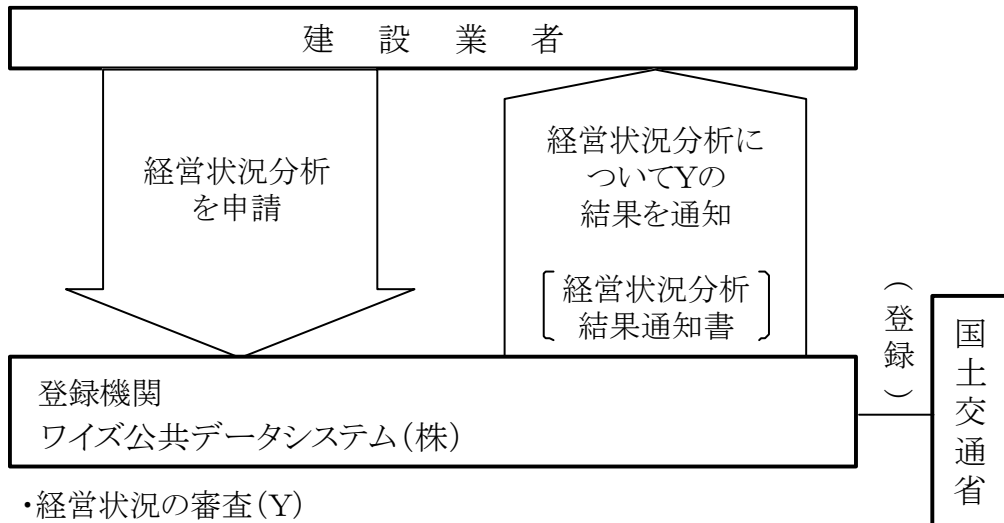 建設業者
経営状況分析
を申請
経営状況分析に
ついてYの
結果を通知
経営状況分析
結果通知書
(登録)
国土交通省
登録機関
ワイズ公共データシステム(株)
・経営状況の審査(Y)